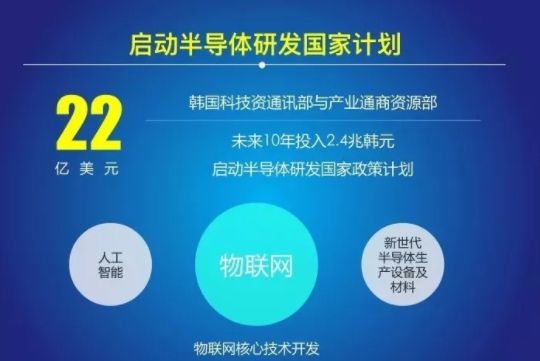 启动半导体研发国家计划
22
亿美元
韩国科技资通讯部与产业通商资源部
未来10年投入2.4兆韩元
启动半导体研发国家政策计划
人工
智能
物联网
新世代
半导体生
产设备及
材料
物联网核心技术开发